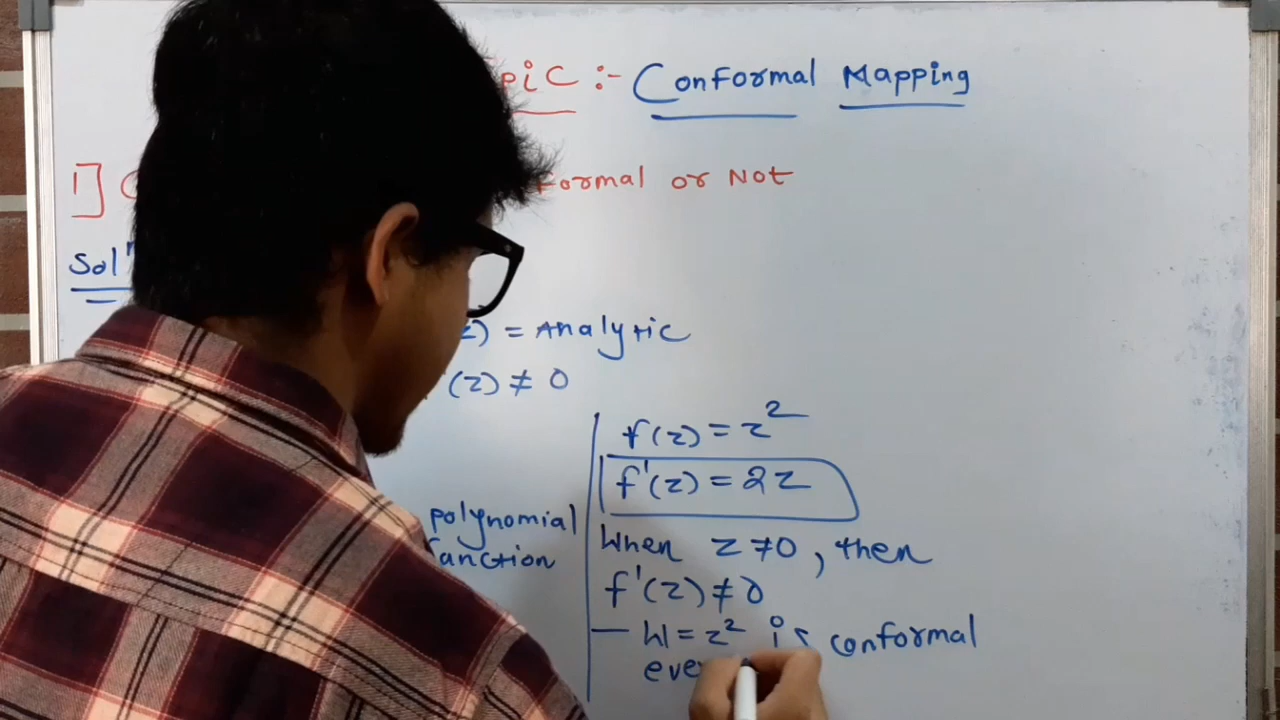 pic :- Conformal Mapping
1] formal or Not
Sol^n
z) = Analytic
(z) ≠ 0
f(z) = z²
f'(z) = 2z
polynomial
function
When z ≠ 0, then
f'(z) ≠ 0
— W = z² is conformal
eve